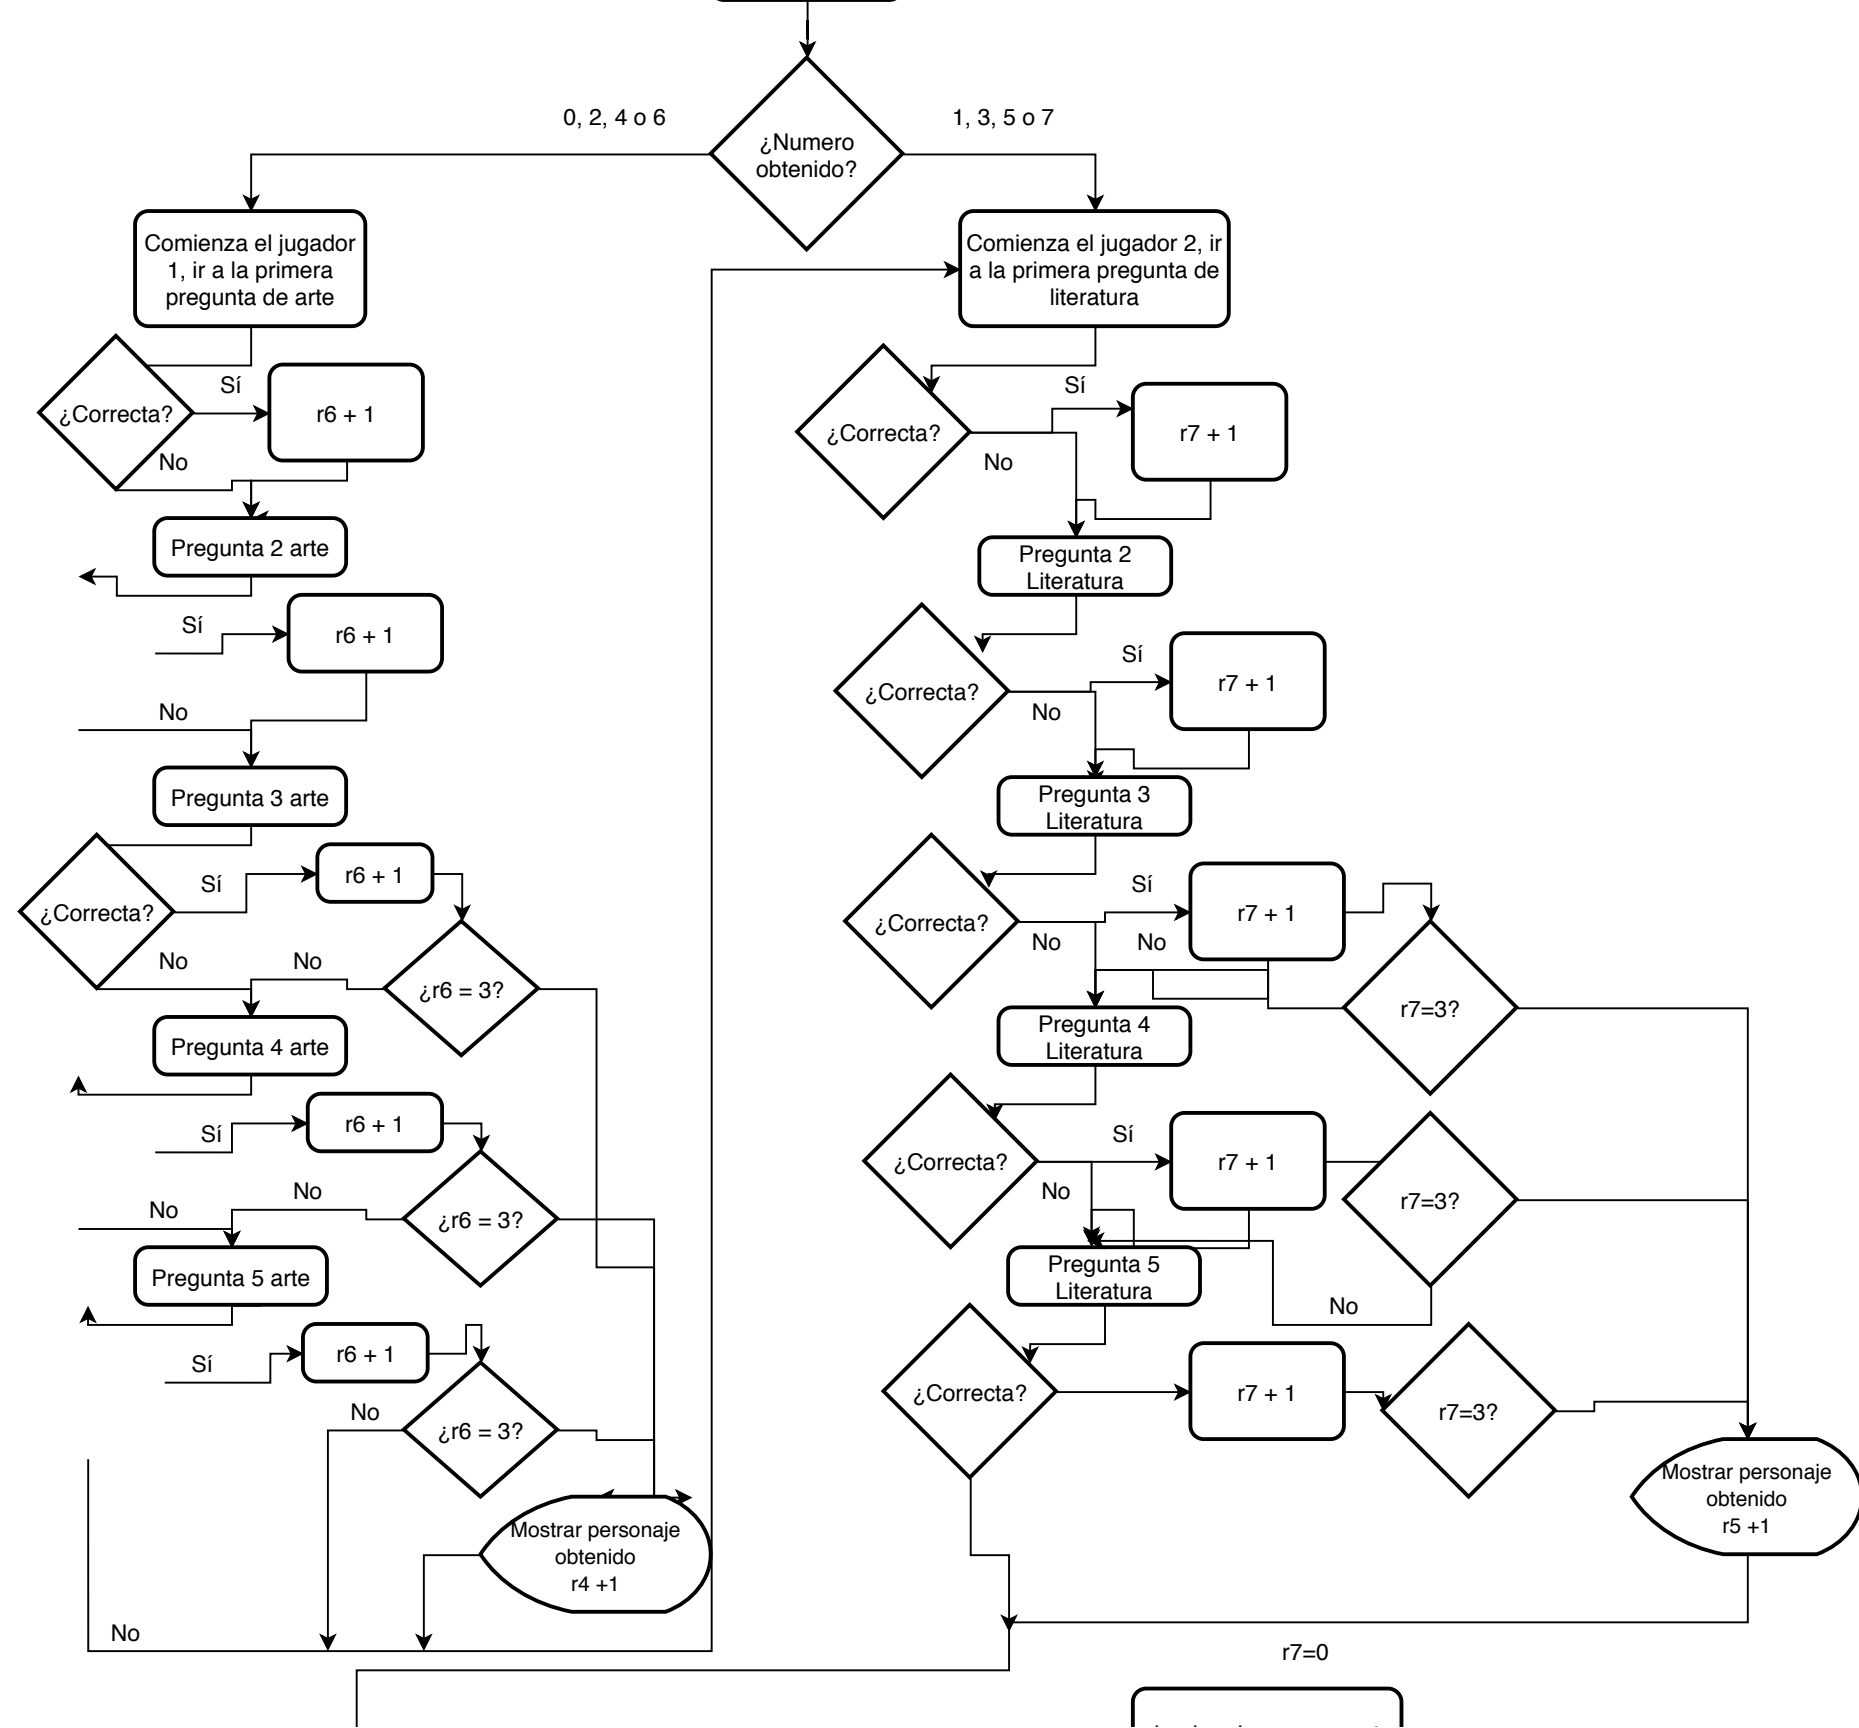 0, 2, 4 o 6
1, 3, 5 o 7
¿Numero
obtenido?
Comienza el jugador
1, ir a la primera
pregunta de arte
¿Correcta?
Sí
r6 + 1
No
Pregunta 2 arte
Sí
r6 + 1
No
Pregunta 3 arte
¿Correcta?
Sí
r6 + 1
No
No
¿r6 = 3?
Pregunta 4 arte
Sí
r6 + 1
No
No
¿r6 = 3?
Pregunta 5 arte
Sí
r6 + 1
No
¿r6 = 3?
Mostrar personaje
obtenido
r4 +1
No
Comienza el jugador 2, ir
a la primera pregunta de
literatura
¿Correcta?
Sí
r7 + 1
No
Pregunta 2
Literatura
¿Correcta?
Sí
r7 + 1
No
Pregunta 3
Literatura
¿Correcta?
Sí
r7 + 1
No
No
r7=3?
Pregunta 4
Literatura
¿Correcta?
Sí
r7 + 1
No
r7=3?
Pregunta 5
Literatura
No
¿Correcta?
r7 + 1
r7=3?
Mostrar personaje
obtenido
r5 +1
r7=0